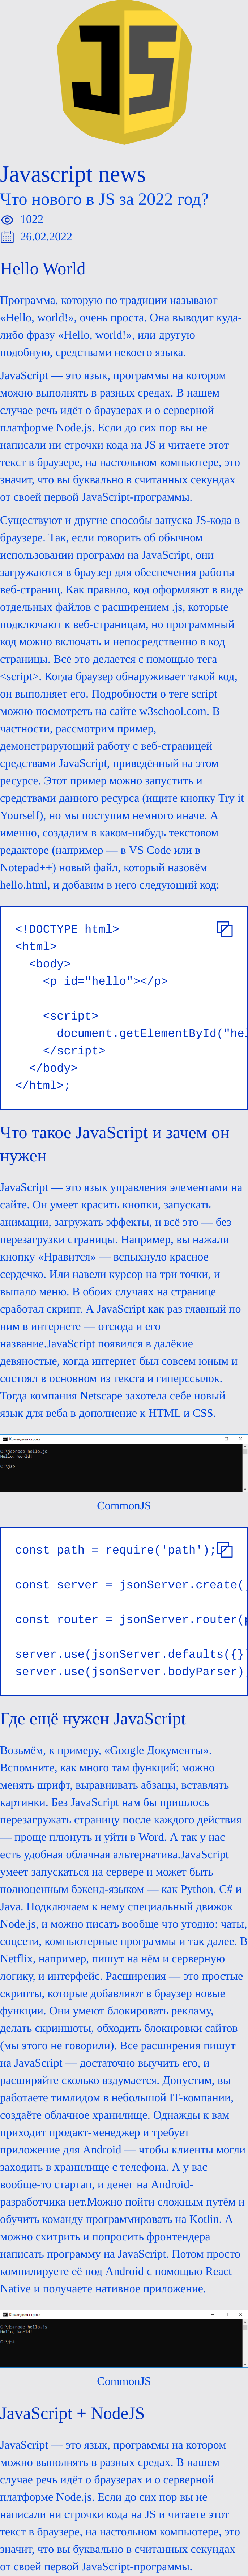 JS
Javascript news
Что нового в JS за 2022 год?
1022
26.02.2022
Hello World
Программа, которую по традиции называют
«Hello, world!», очень проста. Она выводит куда-
либо фразу «Hello, world!», или другую
подобную, средствами некоего языка.
JavaScript — это язык, программы на котором
можно выполнять в разных средах. В нашем
случае речь идёт о браузерах и о серверной
платформе Node.js. Если до сих пор вы не
написали ни строчки кода на JS и читаете этот
текст в браузере, на настольном компьютере, это
значит, что вы буквально в считанных секундах
от своей первой JavaScript-программы.
Существуют и другие способы запуска JS-кода в
браузере. Так, если говорить об обычном
использовании программ на JavaScript, они
загружаются в браузер для обеспечения работы
веб-страниц. Как правило, код оформляют в виде
отдельных файлов с расширением .js, которые
подключают к веб-страницам, но программный
код можно включать и непосредственно в код
страницы. Всё это делается с помощью тега
<script>. Когда браузер обнаруживает такой код,
он выполняет его. Подробности о теге script
можно посмотреть на сайте w3school.com. В
частности, рассмотрим пример,
демонстрирующий работу с веб-страницей
средствами JavaScript, приведённый на этом
ресурсе. Этот пример можно запустить и
средствами данного ресурса (ищите кнопку Try it
Yourself), но мы поступим немного иначе. А
именно, создадим в каком-нибудь текстовом
редакторе (например — в VS Code или в
Notepad++) новый файл, который назовём
hello.html, и добавим в него следующий код:
<!DOCTYPE html>
<html>
<body>
<p id="hello"></p>
<script>
document.getElementById("hel
</script>
</body>
</html>;
Что такое JavaScript и зачем он
нужен
JavaScript — это язык управления элементами на
сайте. Он умеет красить кнопки, запускать
анимации, загружать эффекты, и всё это — без
перезагрузки страницы. Например, вы нажали
кнопку «Нравится» — вспыхнуло красное
сердечко. Или навели курсор на три точки, и
выпало меню. В обоих случаях на странице
сработал скрипт. А JavaScript как раз главный по
ним в интернете — отсюда и его
название.JavaScript появился в далёкие
девяностые, когда интернет был совсем юным и
состоял в основном из текста и гиперссылок.
Тогда компания Netscape захотела себе новый
язык для веба в дополнение к HTML и CSS.
Командная строка
C:\js>node hello.js
Hello, World!
C:\js>
CommonJS
const path = require('path');
const server = jsonServer.create(
const router = jsonServer.router(p
server.use(jsonServer.defaults({})
server.use(jsonServer.bodyParser)
Где ещё нужен JavaScript
Возьмём, к примеру, «Google Документы».
Вспомните, как много там функций: можно
менять шрифт, выравнивать абзацы, вставлять
картинки. Без JavaScript нам бы пришлось
перезагружать страницу после каждого действия
— проще плюнуть и уйти в Word. А так у нас
есть удобная облачная альтернатива.JavaScript
умеет запускаться на сервере и может быть
полноценным бэкенд-языком — как Python, C# и
Java. Подключаем к нему специальный движок
Node.js, и можно писать вообще что угодно: чаты,
соцсети, компьютерные программы и так далее. В
Netflix, например, пишут на нём и серверную
логику, и интерфейс. Расширения — это простые
скрипты, которые добавляют в браузер новые
функции. Они умеют блокировать рекламу,
делать скриншоты, обходить блокировки сайтов
(мы этого не говорили). Все расширения пишут
на JavaScript — достаточно выучить его, и
расширяйте сколько вздумается. Допустим, вы
работаете тимлидом в небольшой IT-компании,
создаёте облачное хранилище. Однажды к вам
приходит продакт-менеджер и требует
приложение для Android — чтобы клиенты могли
заходить в хранилище с телефона. А у вас
вообще-то стартап, и денег на Android-
разработчика нет.Можно пойти сложным путём и
обучить команду программировать на Kotlin. А
можно схитрить и попросить фронтендера
написать программу на JavaScript. Потом просто
компилируете её под Android с помощью React
Native и получаете нативное приложение.
Командная строка
C:\js>node hello.js
Hello, World!
C:\js>
CommonJS
JavaScript + NodeJS
JavaScript — это язык, программы на котором
можно выполнять в разных средах. В нашем
случае речь идёт о браузерах и о серверной
платформе Node.js. Если до сих пор вы не
написали ни строчки кода на JS и читаете этот
текст в браузере, на настольном компьютере, это
значит, что вы буквально в считанных секундах
от своей первой JavaScript-программы.